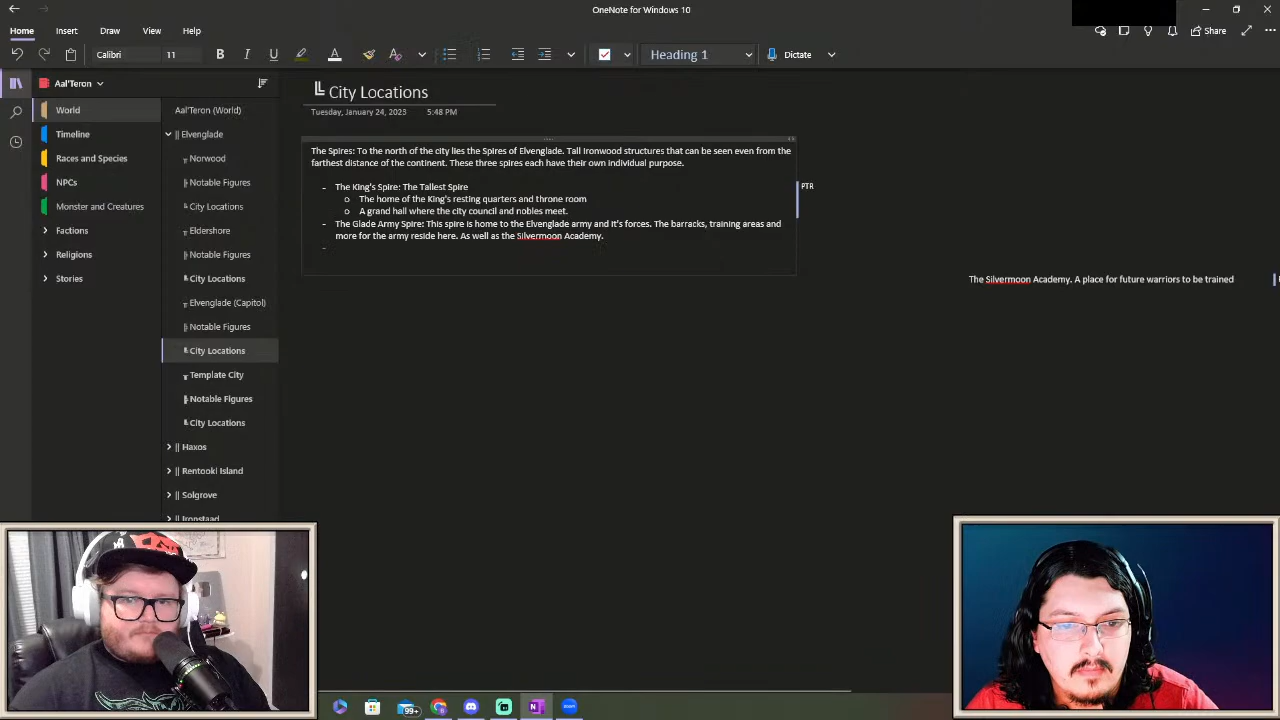 OneNote for Windows 10
Home Insert Draw View Help
Share
Calibri 11 B I U A Heading 1 Dictate
Aal'Teron
World
Timeline
Races and Species
NPCs
Monster and Creatures
Factions
Religions
Stories
Aal'Teron (World)
|| Elvenglade
╔ Norwood
╠ Notable Figures
╚ City Locations
╔ Eldershore
╠ Notable Figures
╚ City Locations
╔ Elvenglade (Capitol)
╠ Notable Figures
╚ City Locations
╔ Template City
╠ Notable Figures
╚ City Locations
|| Haxos
|| Rentooki Island
|| Solgrove
|| Ironstaad
╚ City Locations
Tuesday, January 24, 2023 5:48 PM
The Spires: To the north of the city lies the Spires of Elvenglade. Tall Ironwood structures that can be seen even from the
farthest distance of the continent. These three spires each have their own individual purpose.
- The King's Spire: The Tallest Spire
o The home of the King's resting quarters and throne room
o A grand hall where the city council and nobles meet.
- The Glade Army Spire: This spire is home to the Elvenglade army and it's forces. The barracks, training areas and
more for the army reside here. As well as the Silvermoon Academy.
-
PTR
The Silvermoon Academy. A place for future warriors to be trained
99+